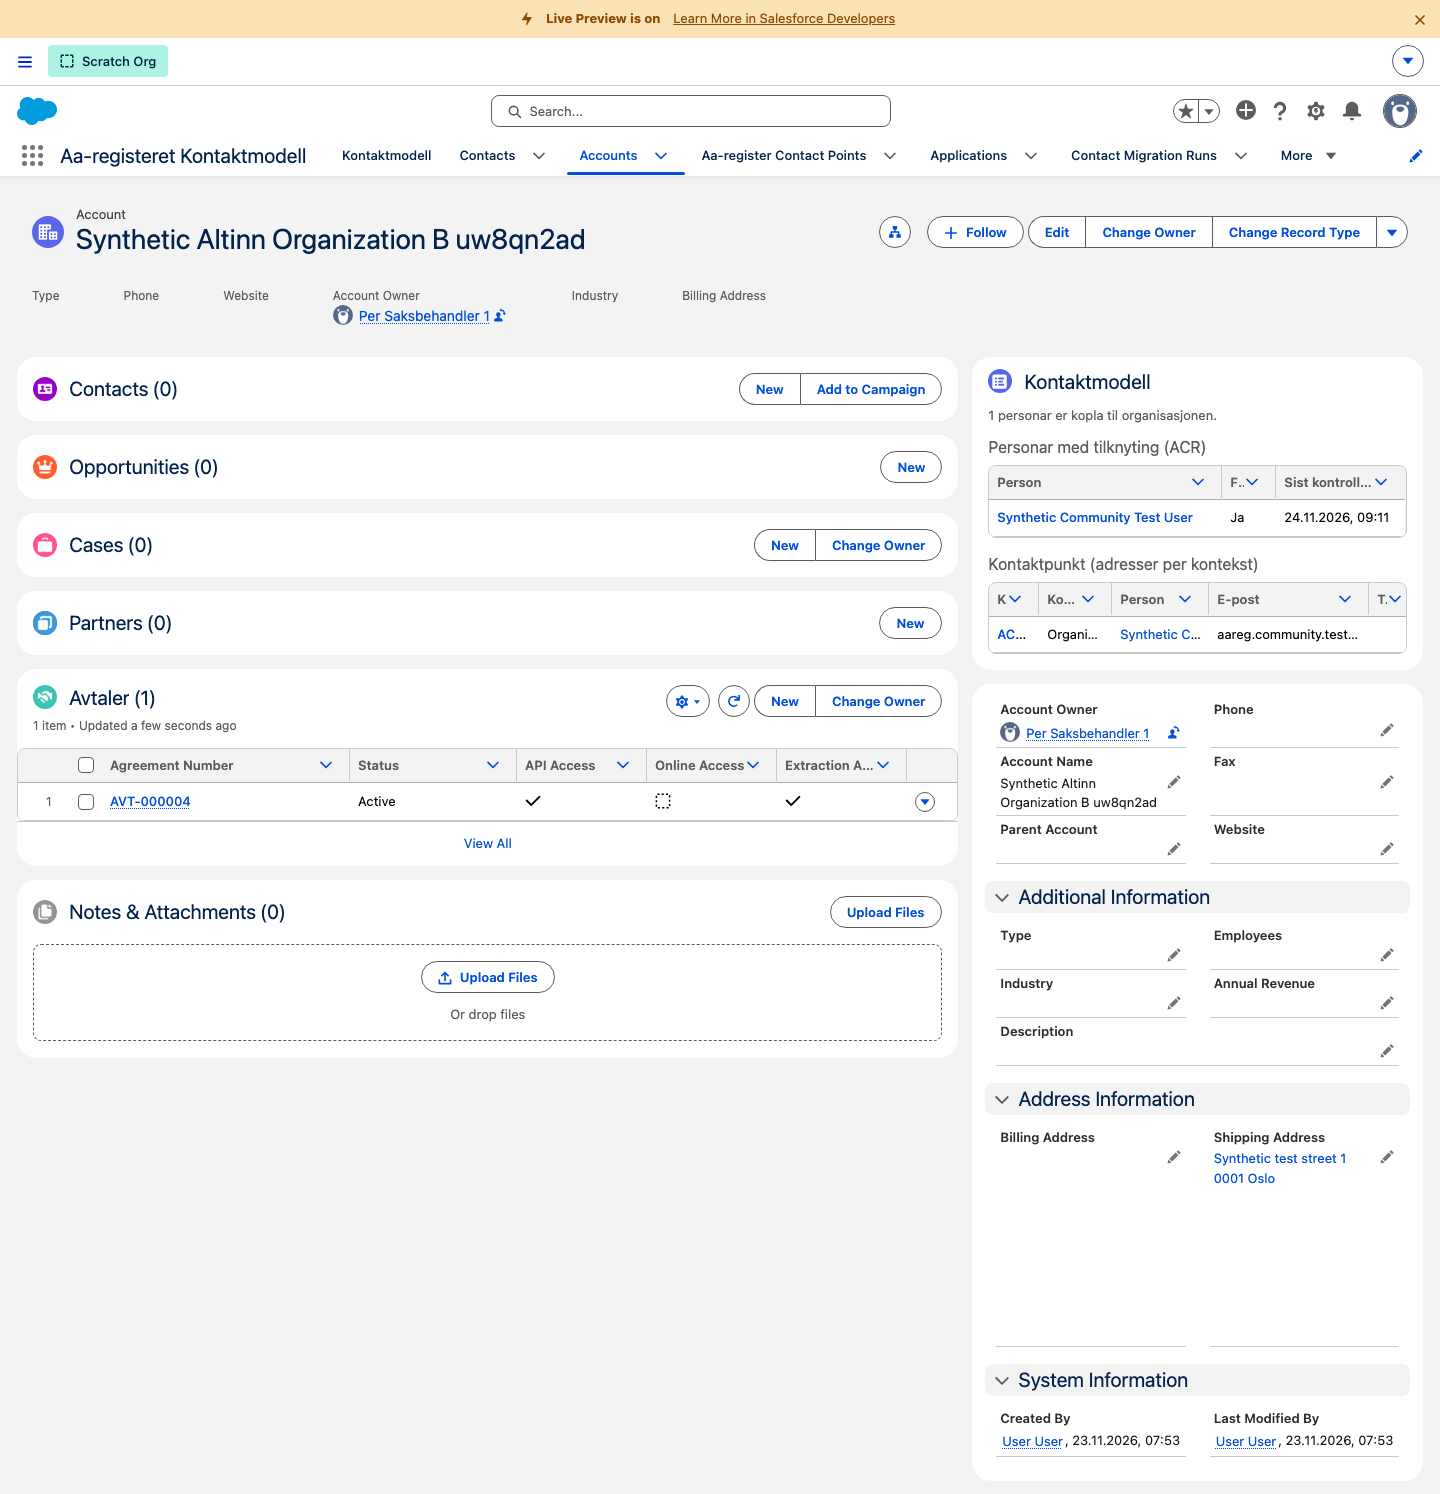 Live Preview is on Learn More in Salesforce Developers
Scratch Org
Search...
Aa-registeret Kontaktmodell Kontaktmodell Contacts Accounts Aa-register Contact Points Applications Contact Migration Runs More
Account
Synthetic Altinn Organization B uw8qn2ad
Follow Edit Change Owner Change Record Type
Type Phone Website Account Owner Industry Billing Address
Per Saksbehandler 1
Contacts (0)
New Add to Campaign
Opportunities (0)
New
Cases (0)
New Change Owner
Partners (0)
New
Avtaler (1)
New Change Owner
1 item • Updated a few seconds ago
Agreement Number Status API Access Online Access Extraction A...
1 AVT-000004 Active
View All
Notes & Attachments (0)
Upload Files
Upload Files
Or drop files
Kontaktmodell
1 personar er kopla til organisasjonen.
Personar med tilknyting (ACR)
Person F.. Sist kontroll...
Synthetic Community Test User Ja 24.11.2026, 09:11
Kontaktpunkt (adresser per kontekst)
K Ko... Person E-post T.
AC... Organi... Synthetic C... aareg.community.test...
Account Owner Phone
Per Saksbehandler 1
Account Name Fax
Synthetic Altinn
Organization B uw8qn2ad
Parent Account Website
Additional Information
Type Employees
Industry Annual Revenue
Description
Address Information
Billing Address Shipping Address
Synthetic test street 1
0001 Oslo
System Information
Created By Last Modified By
User User, 23.11.2026, 07:53 User User, 23.11.2026, 07:53